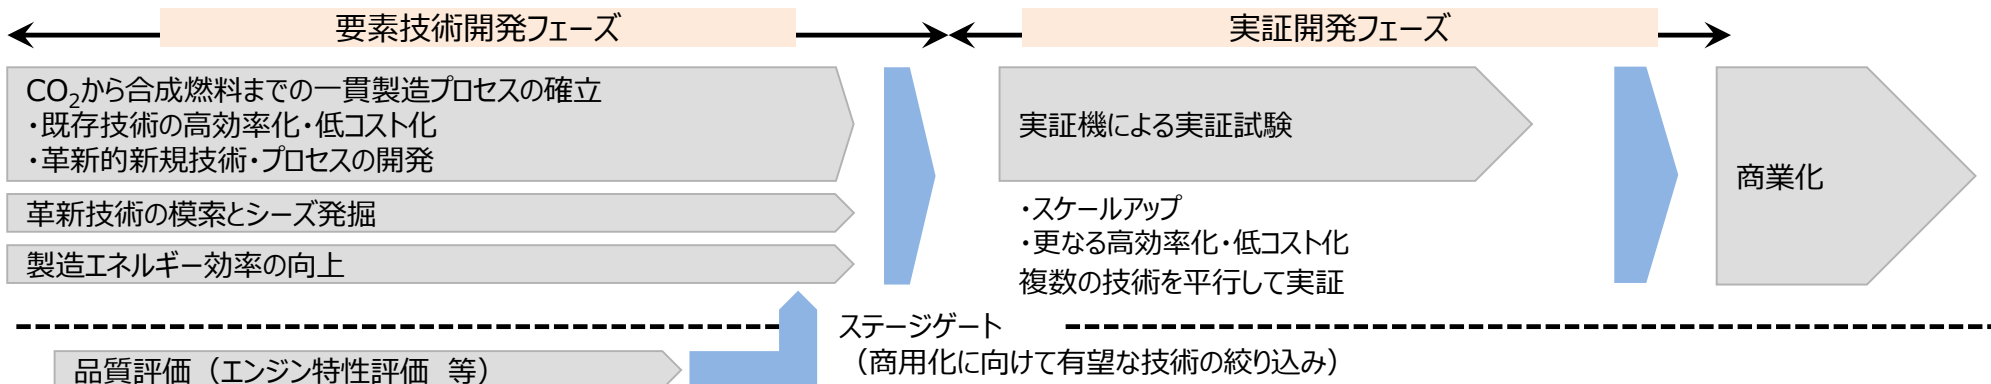 要素技術開発フェーズ
実証開発フェーズ
CO₂から合成燃料までの一貫製造プロセスの確立
・既存技術の高効率化・低コスト化
・革新的新規技術・プロセスの開発
革新技術の模索とシーズ発掘
製造エネルギー効率の向上
実証機による実証試験
・スケールアップ
・更なる高効率化・低コスト化
複数の技術を平行して実証
商業化
ステージゲート
（商用化に向けて有望な技術の絞り込み）
品質評価（エンジン特性評価　等）